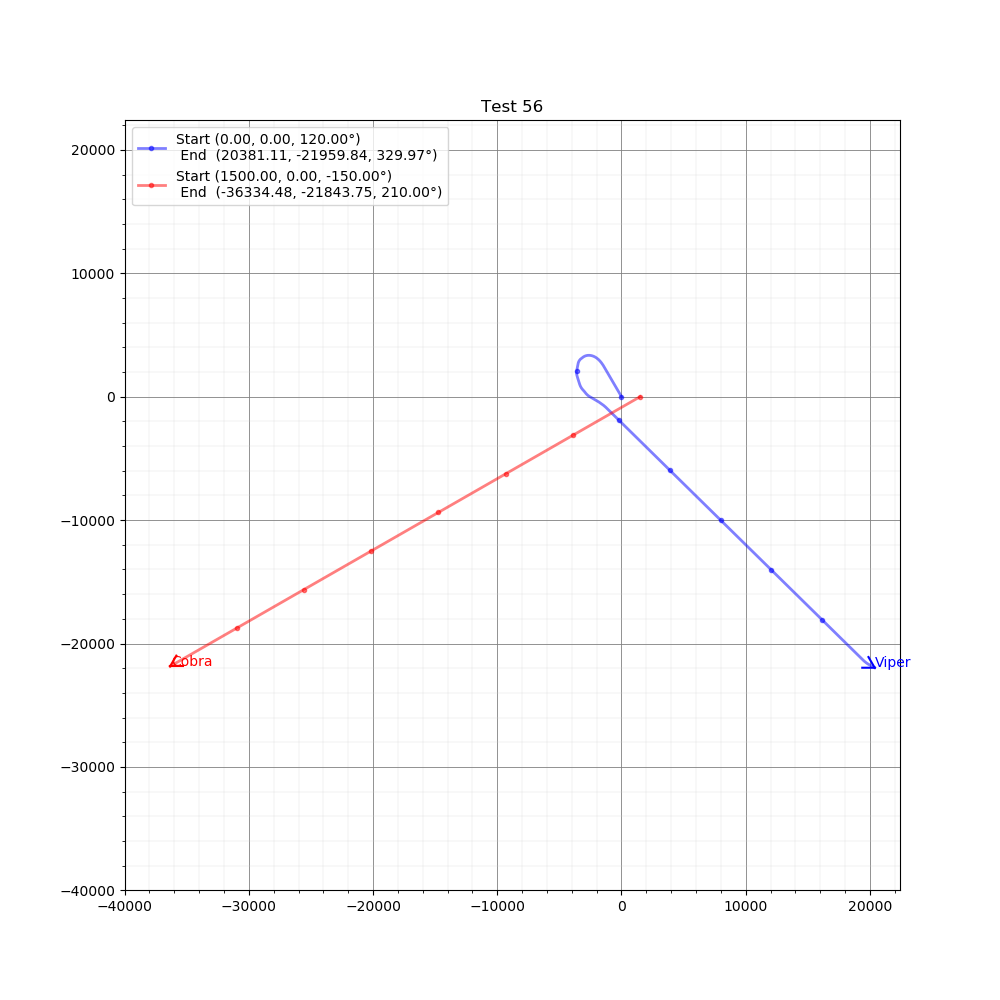 Test 56
Start (0.00, 0.00, 120.00°)
End (20381.11, -21959.84, 329.97°)
Start (1500.00, 0.00, -150.00°)
End (-36334.48, -21843.75, 210.00°)
20000
10000
0
−10000
−20000
−30000
−40000
Cobra
Viper
−40000 −30000 −20000 −10000 0 10000 20000